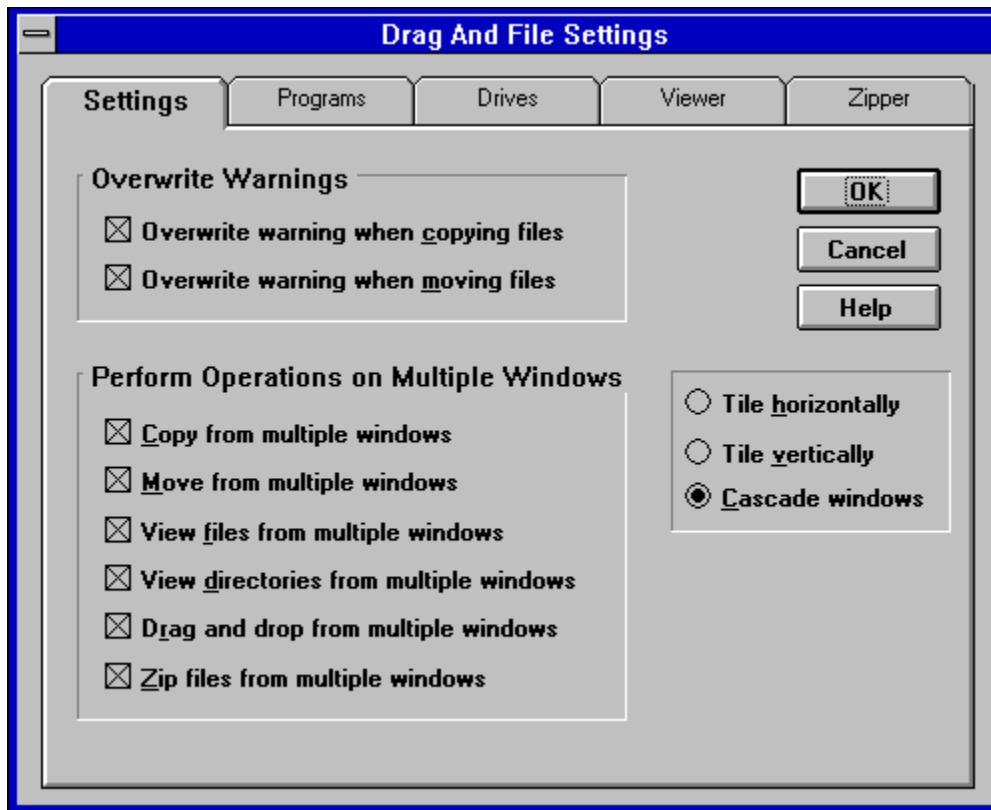 Drag And File Settings
Settings
Programs
Drives
Viewer
Zipper
Overwrite Warnings
Overwrite warning when copying files
Overwrite warning when moving files
OK
Cancel
Help
Perform Operations on Multiple Windows
Copy from multiple windows
Move from multiple windows
View files from multiple windows
View directories from multiple windows
Drag and drop from multiple windows
Zip files from multiple windows
Tile horizontally
Tile vertically
Cascade windows